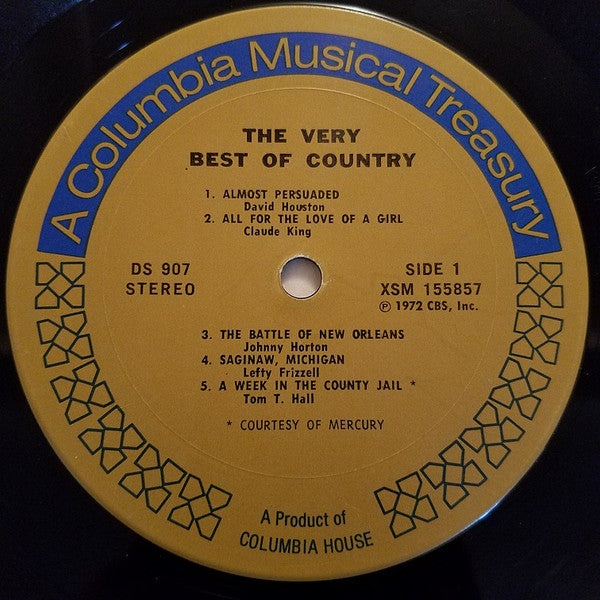 A Columbia Musical Treasury
THE VERY
BEST OF COUNTRY
1. ALMOST PERSUADED
David Houston
2. ALL FOR THE LOVE OF A GIRL
Claude King
DS 907
STEREO
SIDE 1
XSM 155857
℗ 1972 CBS, Inc.
3. THE BATTLE OF NEW ORLEANS
Johnny Horton
4. SAGINAW, MICHIGAN
Lefty Frizzell
5. A WEEK IN THE COUNTY JAIL *
Tom T. Hall
* COURTESY OF MERCURY
A Product of
COLUMBIA HOUSE